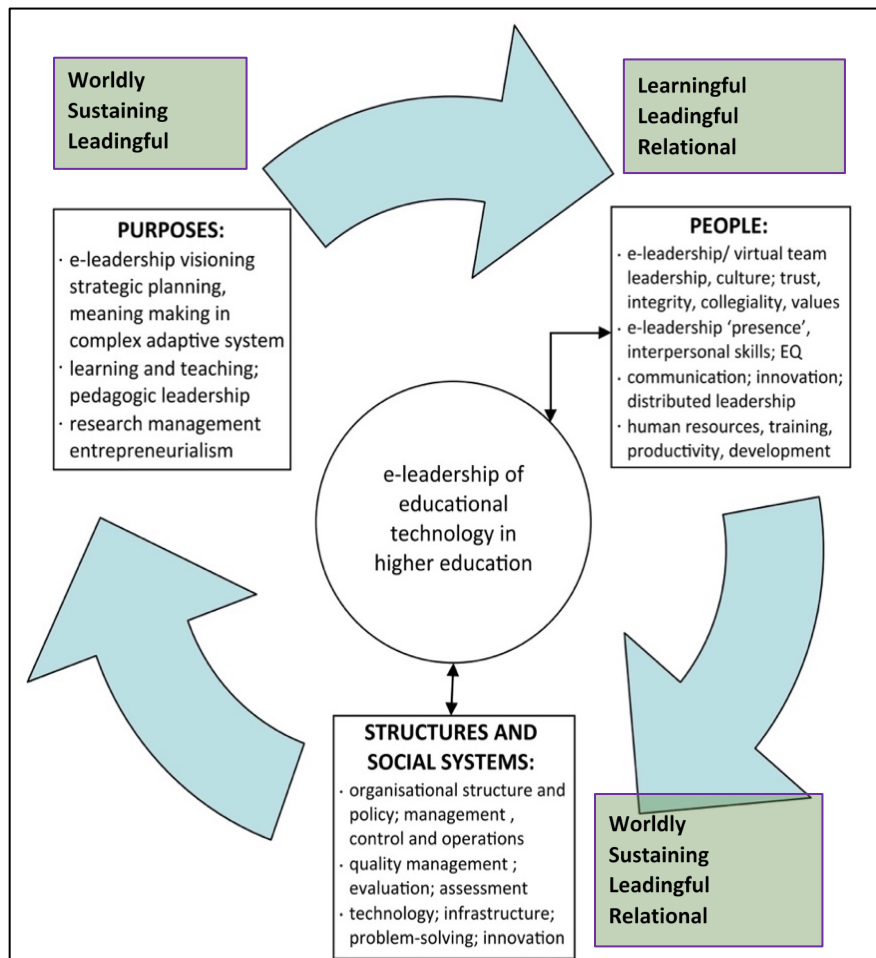 Worldly
Sustaining
Leadingful
Learningful
Leadingful
Relational
PURPOSES:
· e-leadership visioning
strategic planning,
meaning making in
complex adaptive system
· learning and teaching;
pedagogic leadership
· research management
entrepreneurialism
PEOPLE:
· e-leadership/ virtual team
leadership, culture; trust,
integrity, collegiality, values
· e-leadership ‘presence’,
interpersonal skills; EQ
· communication; innovation;
distributed leadership
· human resources, training,
productivity, development
e-leadership of
educational
technology in
higher education
STRUCTURES AND
SOCIAL SYSTEMS:
· organisational structure and
policy; management ,
control and operations
· quality management ;
evaluation; assessment
· technology; infrastructure;
problem-solving; innovation
Worldly
Sustaining
Leadingful
Relational